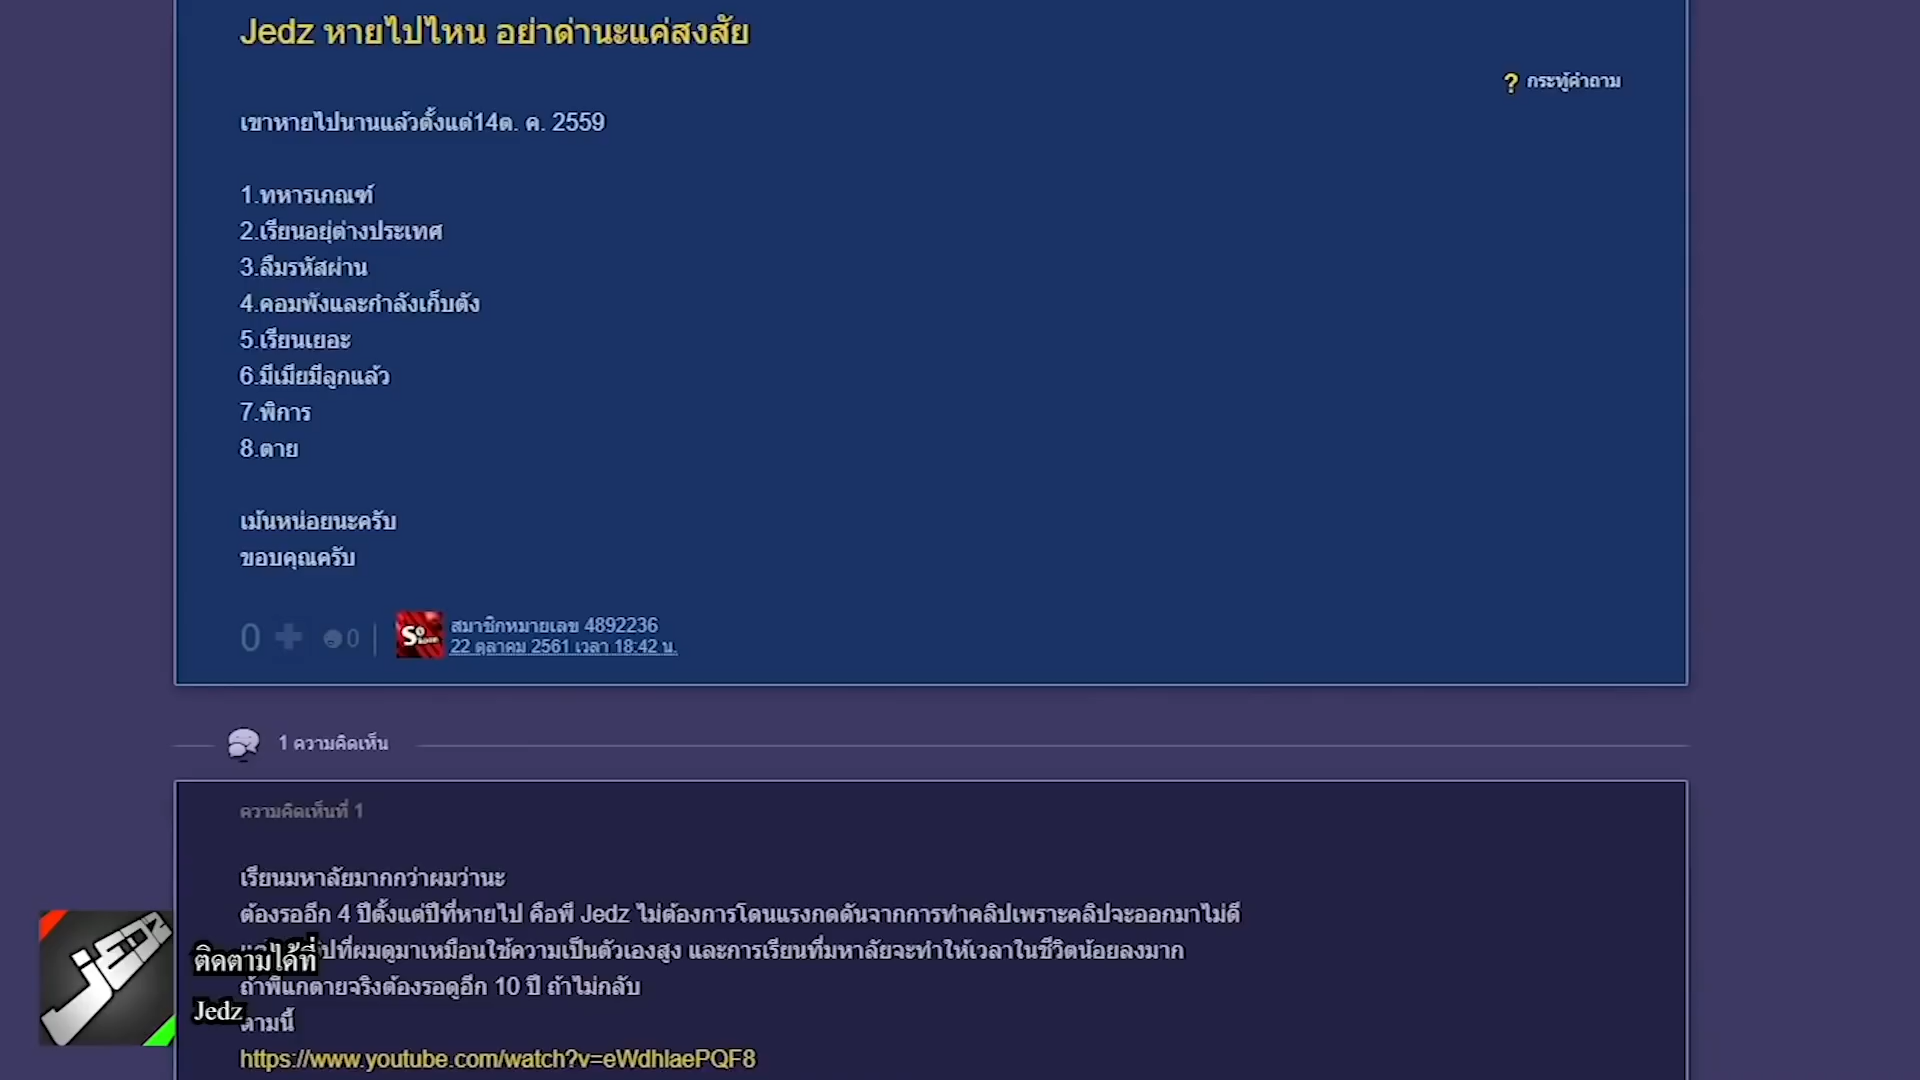 Jedz หายไปไหน อย่าด่านะแค่สงสัย
? กระทู้คำถาม
เขาหายไปนานแล้วตั้งแต่14ต. ค. 2559
1.ทหารเกณฑ์
2.เรียนอยุ่ต่างประเทศ
3.ลืมรหัสผ่าน
4.คอมพังและกำลังเก็บตัง
5.เรียนเยอะ
6.มีเมียมีลูกแล้ว
7.พิการ
8.ตาย
เม้นหน่อยนะครับ
ขอบคุณครับ
0 0
สมาชิกหมายเลข 4892236
22 ตุลาคม 2561 เวลา 18:42 น.
1 ความคิดเห็น
ความคิดเห็นที่ 1
เรียนมหาลัยมากกว่าผมว่านะ
ต้องรออีก 4 ปีตั้งแต่ปีที่หายไป คือพี่ Jedz ไม่ต้องการโดนแรงกดดันจากการทำคลิปเพราะคลิปจะออกมาไม่ดี
ปที่ผมดูมาเหมือนใช้ความเป็นตัวเองสูง และการเรียนที่มหาลัยจะทำให้เวลาในชีวิตน้อยลงมาก
ถ้าพี่แกตายจริงต้องรอดูอีก 10 ปี ถ้าไม่กลับ
ตามนี้
https://www.youtube.com/watch?v=eWdhlaePQF8
JEDZ
ติดตามได้ที่
Jedz